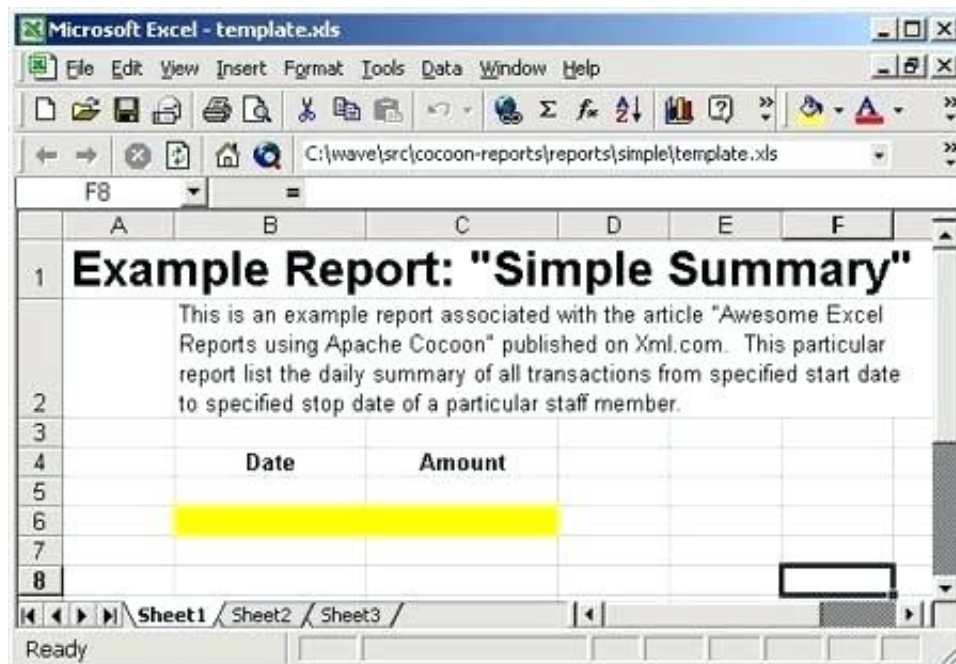 Microsoft Excel - template.xls
File Edit View Insert Format Tools Data Window Help
C:\wave\src\cocoon-reports\reports\simple\template.xls
F8 =
A B C D E F
1 Example Report: "Simple Summary"
This is an example report associated with the article "Awesome Excel
Reports using Apache Cocoon" published on Xml.com. This particular
report list the daily summary of all transactions from specified start date
2 to specified stop date of a particular staff member.
3
4 Date Amount
5
6
7
8
Sheet1 Sheet2 Sheet3
Ready